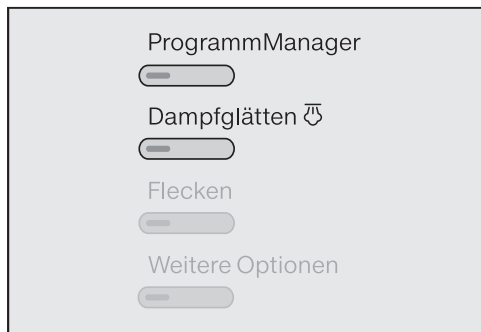 ProgrammManager
Dampfglätten
Flecken
Weitere Optionen